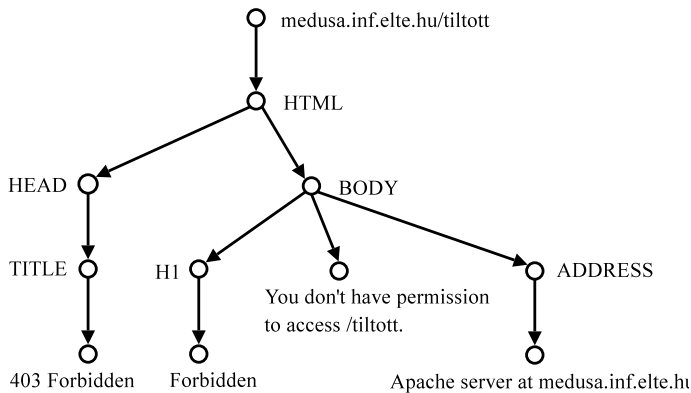 medusa.inf.elte.hu/tiltott
HTML
HEAD
BODY
TITLE
H1
ADDRESS
You don't have permission
to access /tiltott.
403 Forbidden
Forbidden
Apache server at medusa.inf.elte.hu